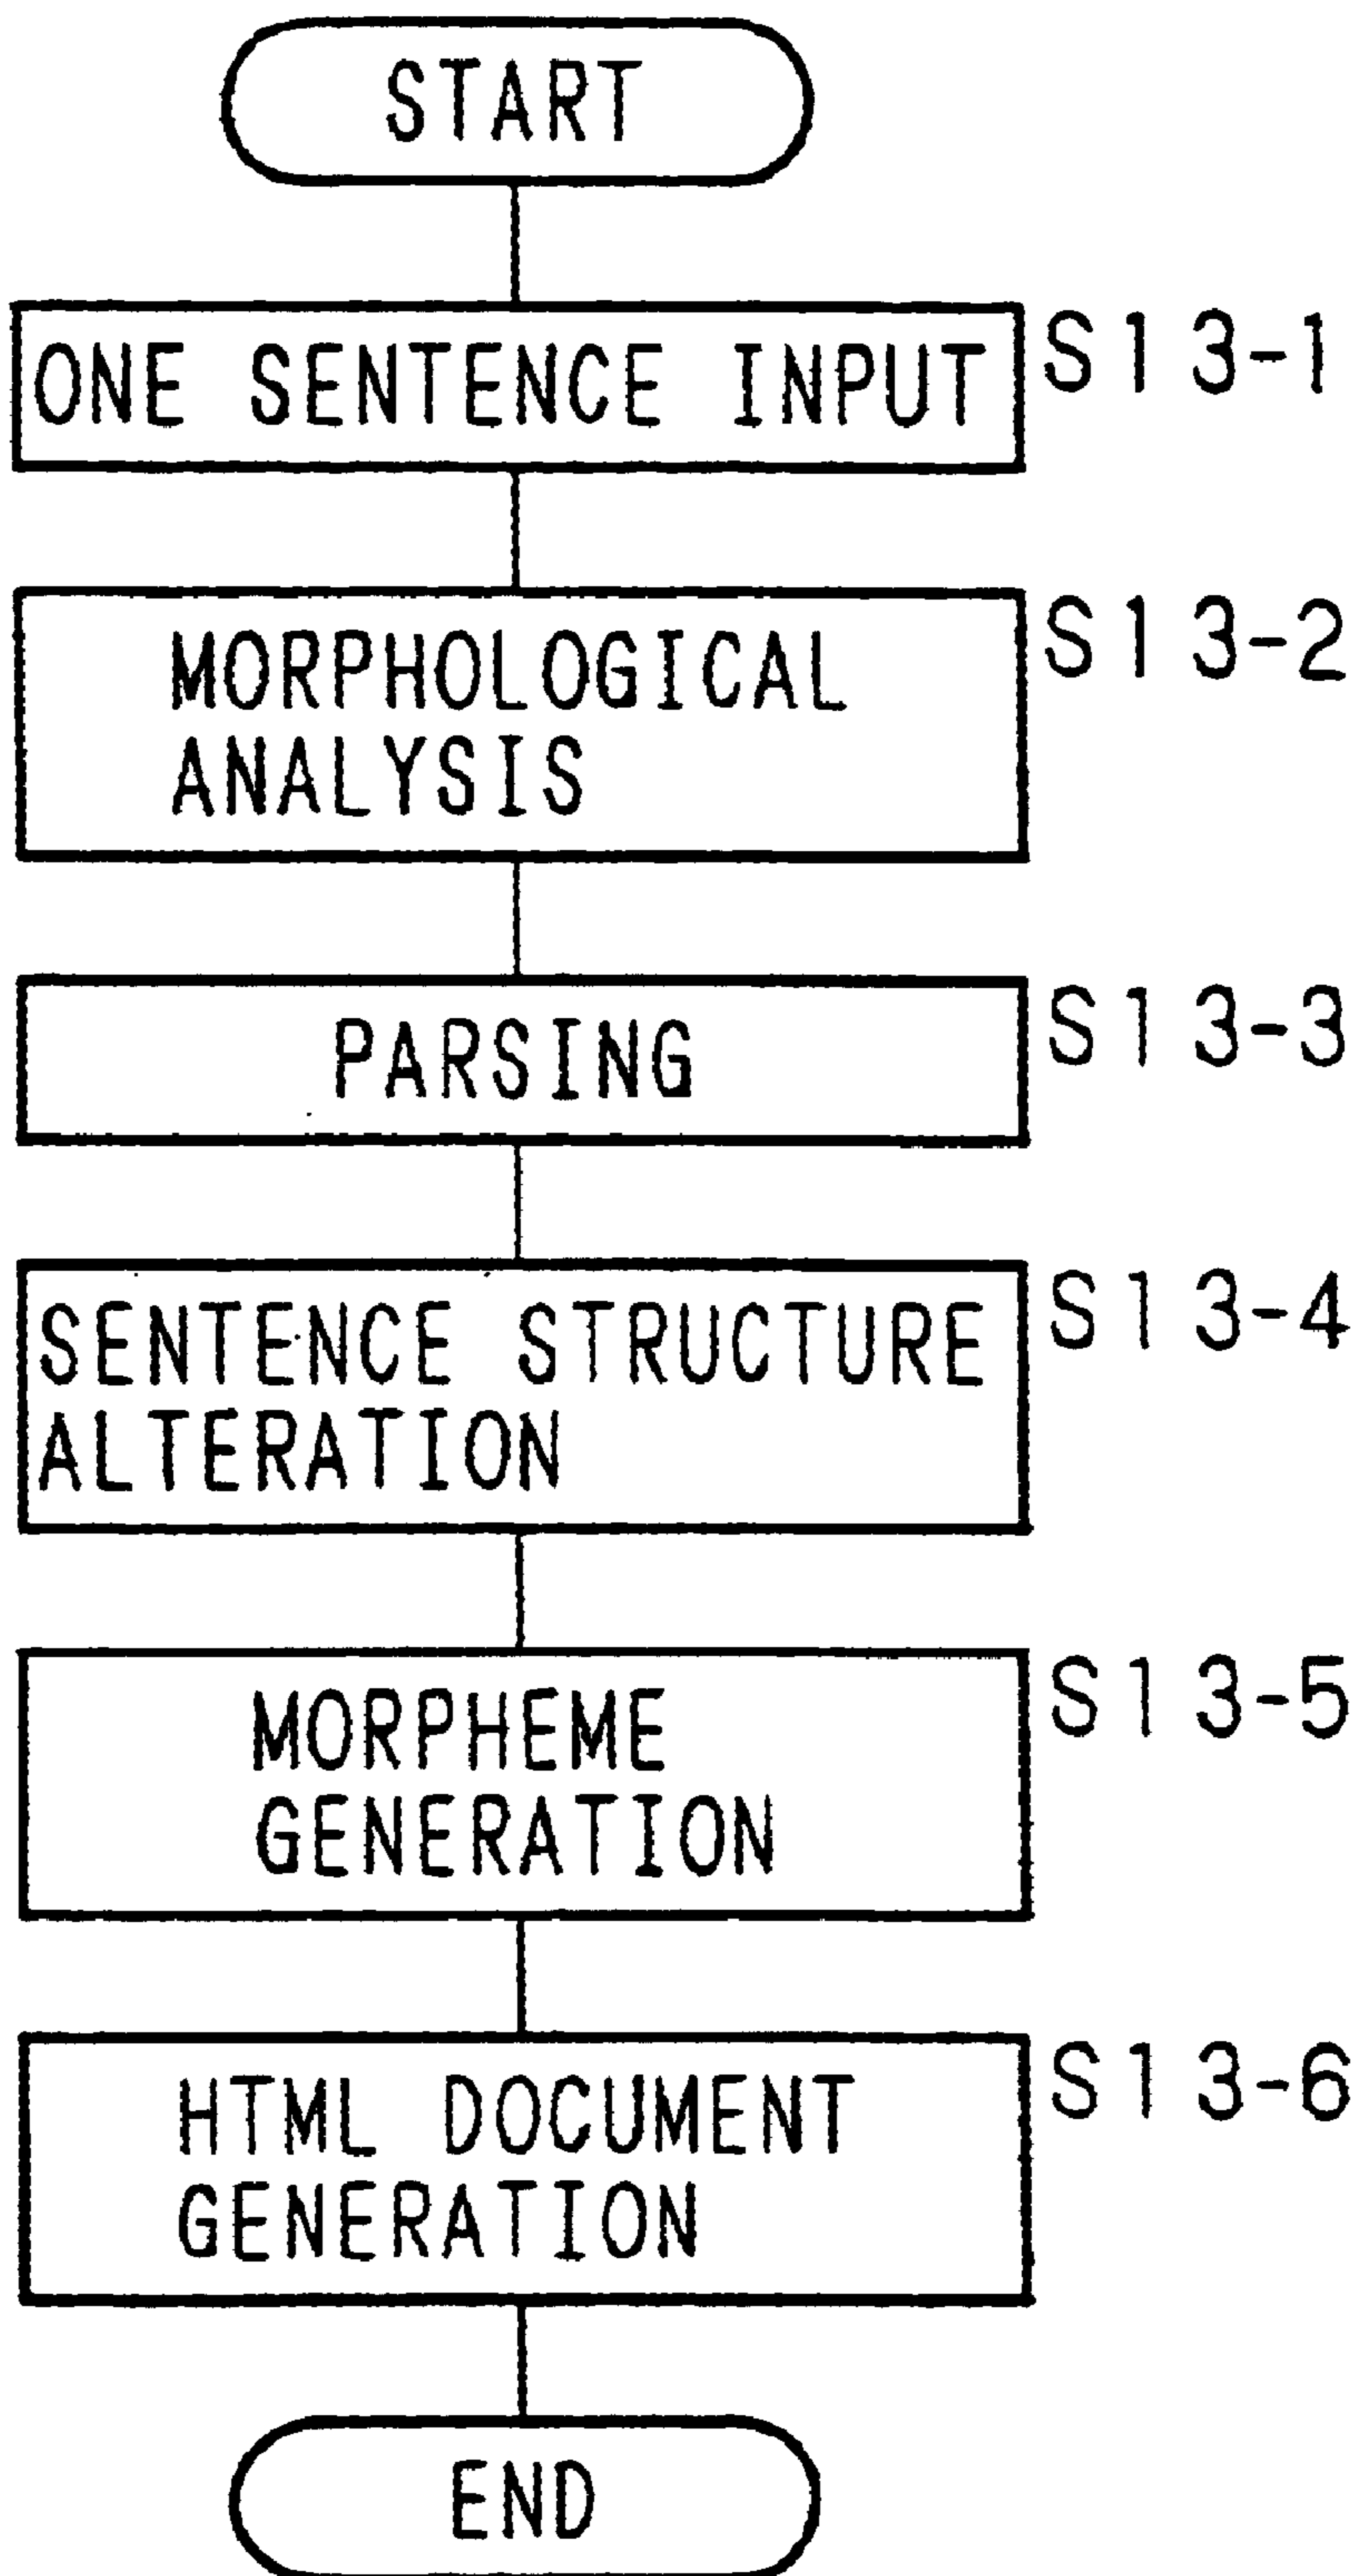 START
ONE SENTENCE INPUT
S13-1
MORPHOLOGICAL
ANALYSIS
S13-2
PARSING
S13-3
SENTENCE STRUCTURE
ALTERATION
S13-4
MORPHEME
GENERATION
S13-5
HTML DOCUMENT
GENERATION
S13-6
END